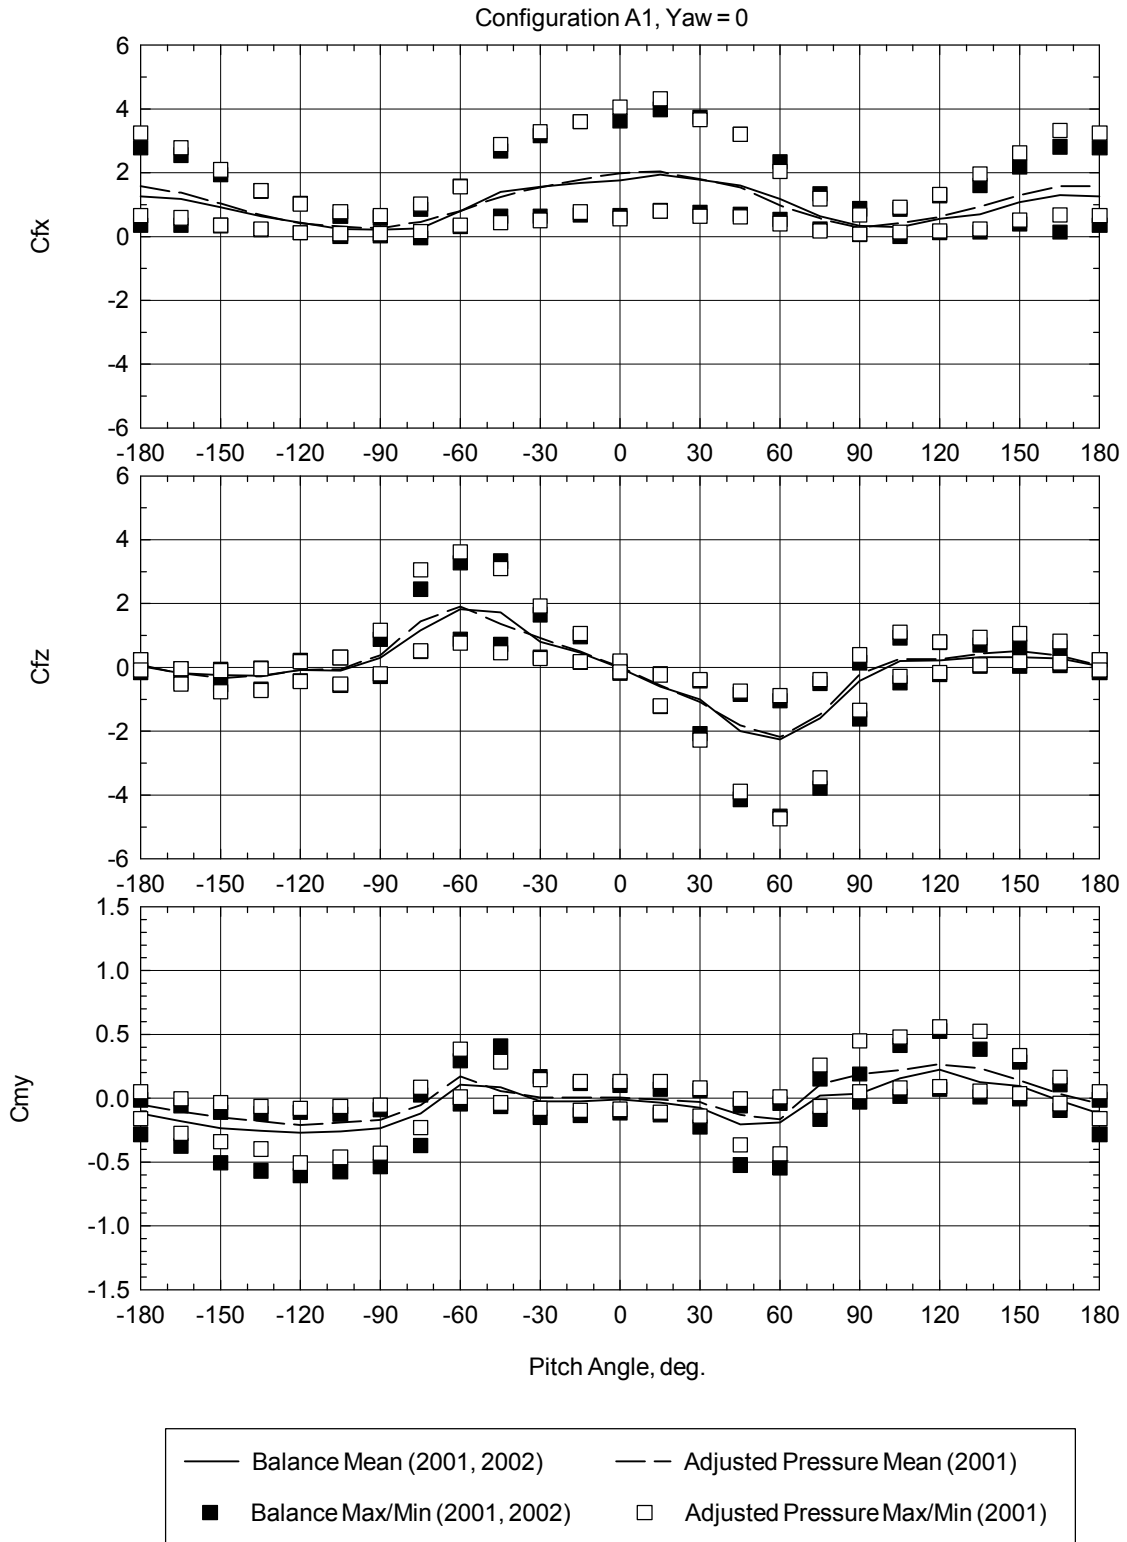 Configuration A1, Yaw = 0
6
4
2
0
-2
-4
-6
Cfx
-180 -150 -120 -90 -60 -30 0 30 60 90 120 150 180
6
4
2
0
-2
-4
-6
Cfz
-180 -150 -120 -90 -60 -30 0 30 60 90 120 150 180
1.5
1.0
0.5
0.0
-0.5
-1.0
-1.5
Cmy
-180 -150 -120 -90 -60 -30 0 30 60 90 120 150 180
Pitch Angle, deg.
Balance Mean (2001, 2002) Adjusted Pressure Mean (2001)
Balance Max/Min (2001, 2002) Adjusted Pressure Max/Min (2001)